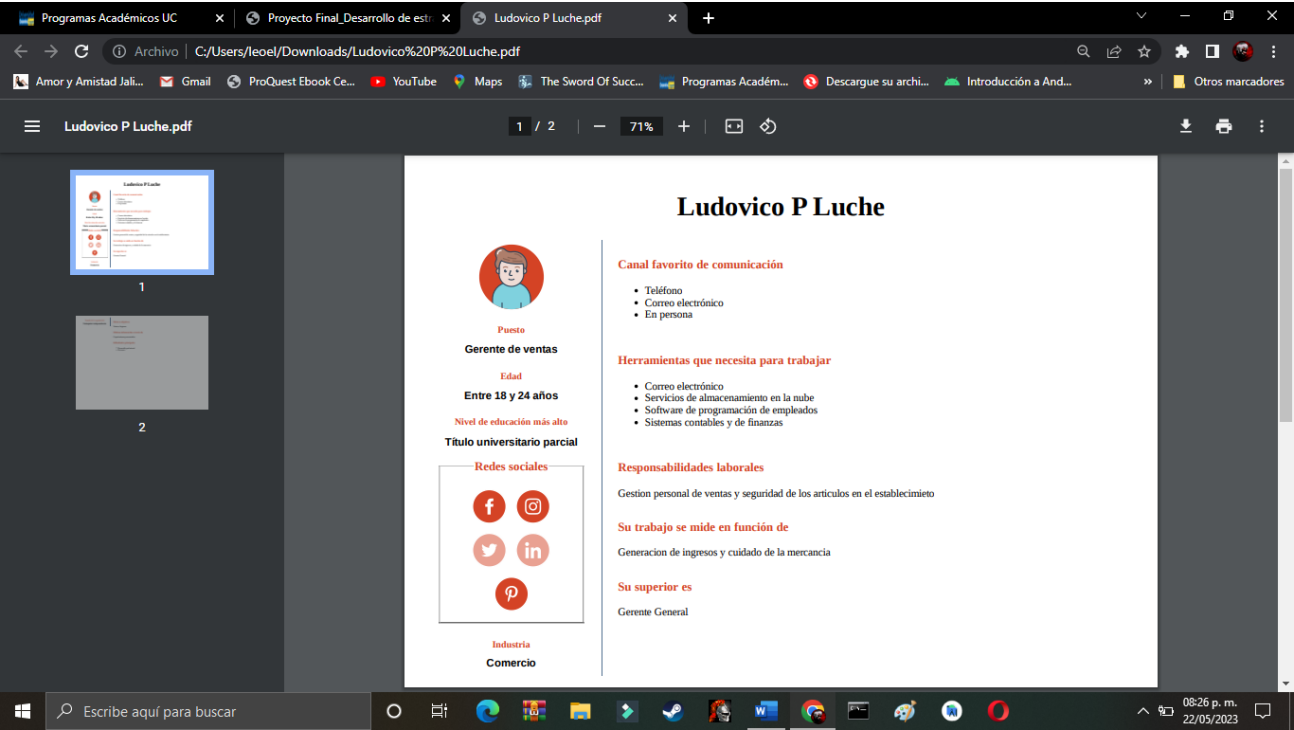 Programas Académicos UC
Proyecto Final_Desarrollo de estr
Ludovico P Luche.pdf
Archivo
C:/Users/leoel/Downloads/Ludovico%20P%20Luche.pdf
Amor y Amistad Jali...
Gmail
ProQuest Ebook Ce...
YouTube
Maps
The Sword Of Succ...
Programas Académ...
Descargue su archi...
Introducción a And...
»
Otros marcadores
Ludovico P Luche.pdf
1 / 2
71%
1
2
Ludovico P Luche
Puesto
Gerente de ventas
Edad
Entre 18 y 24 años
Nivel de educación más alto
Título universitario parcial
Redes sociales
Industria
Comercio
Canal favorito de comunicación
• Teléfono
• Correo electrónico
• En persona
Herramientas que necesita para trabajar
• Correo electrónico
• Servicios de almacenamiento en la nube
• Software de programación de empleados
• Sistemas contables y de finanzas
Responsabilidades laborales
Gestion personal de ventas y seguridad de los articulos en el establecimieto
Su trabajo se mide en función de
Generacion de ingresos y cuidado de la mercancia
Su superior es
Gerente General
Escribe aquí para buscar
08:26 p. m.
22/05/2023